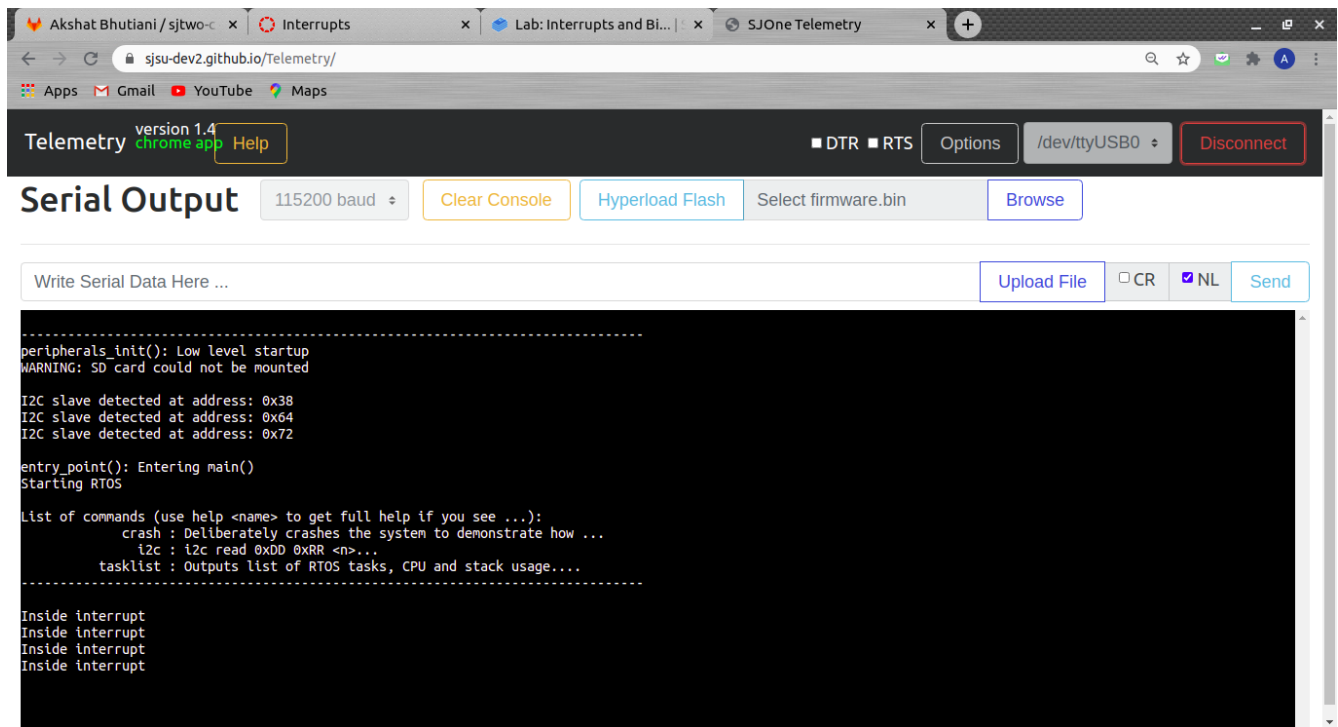 Akshat Bhutiani / sjtwo-c
Interrupts
Lab: Interrupts and Bi... | S
SJOne Telemetry
sjsu-dev2.github.io/Telemetry/
A
Apps Gmail YouTube Maps
Telemetry version 1.4 chrome app Help DTR RTS Options /dev/ttyUSB0 Disconnect
Serial Output 115200 baud Clear Console Hyperload Flash Select firmware.bin Browse
Write Serial Data Here ... Upload File CR NL Send
--------------------------------------------------------------------------------
peripherals_init(): Low level startup
WARNING: SD card could not be mounted
I2C slave detected at address: 0x38
I2C slave detected at address: 0x64
I2C slave detected at address: 0x72
entry_point(): Entering main()
Starting RTOS
List of commands (use help <name> to get full help if you see ...):
crash : Deliberately crashes the system to demonstrate how ...
i2c : i2c read 0xDD 0xRR <n>...
tasklist : Outputs list of RTOS tasks, CPU and stack usage....
--------------------------------------------------------------------------------
Inside interrupt
Inside interrupt
Inside interrupt
Inside interrupt